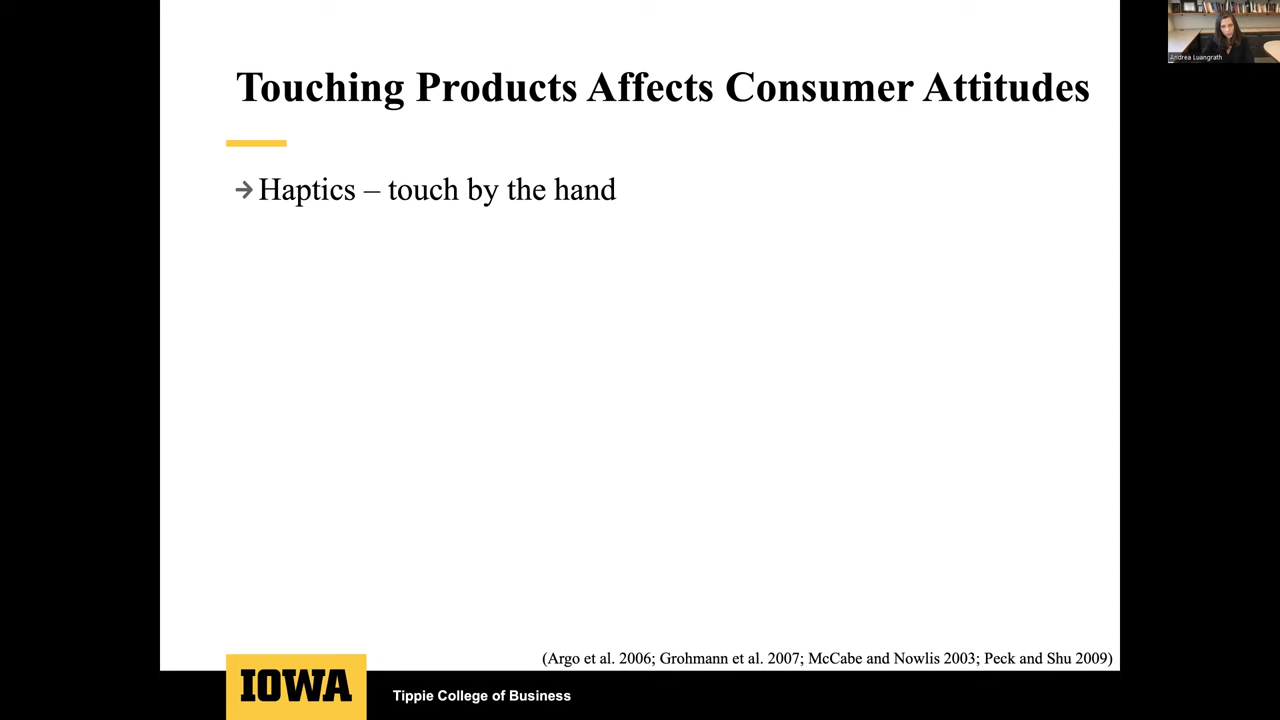 Andrea Luangrath
Touching Products Affects Consumer Attitudes
Haptics – touch by the hand
(Argo et al. 2006; Grohmann et al. 2007; McCabe and Nowlis 2003; Peck and Shu 2009)
IOWA
Tippie College of Business